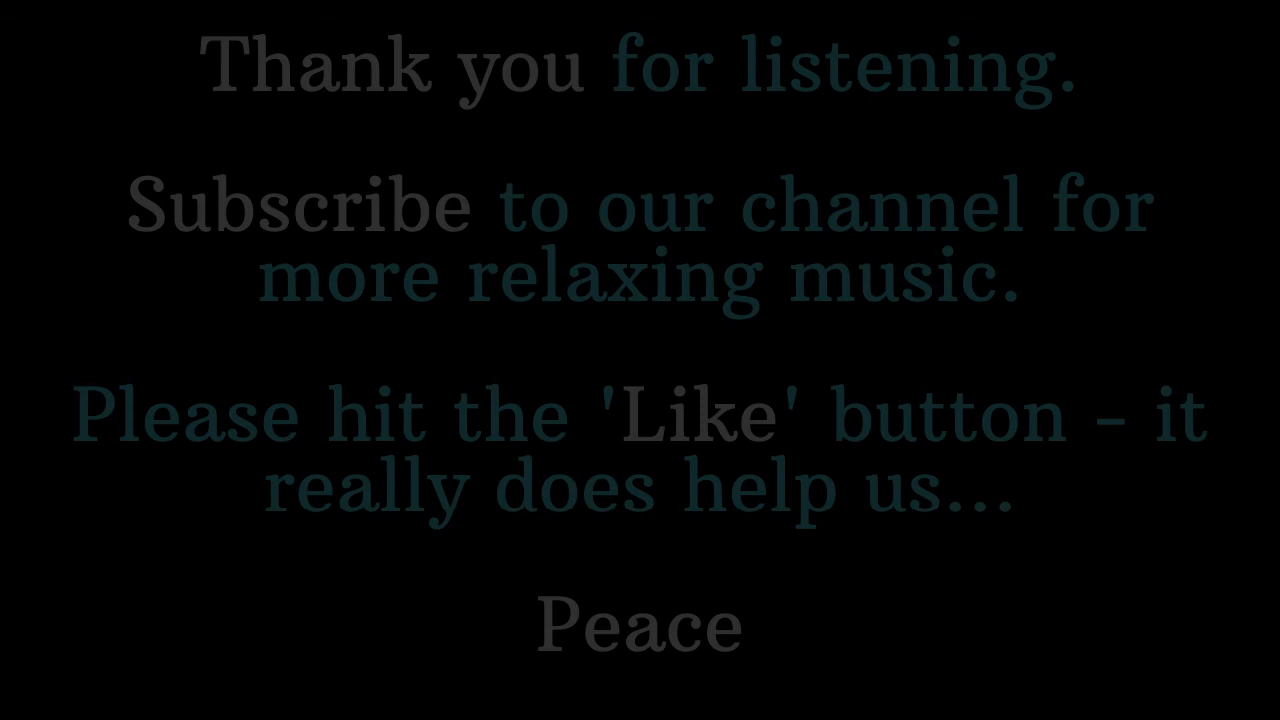 Thank you for listening.
Subscribe to our channel for
more relaxing music.
Please hit the 'Like' button - it
really does help us...
Peace